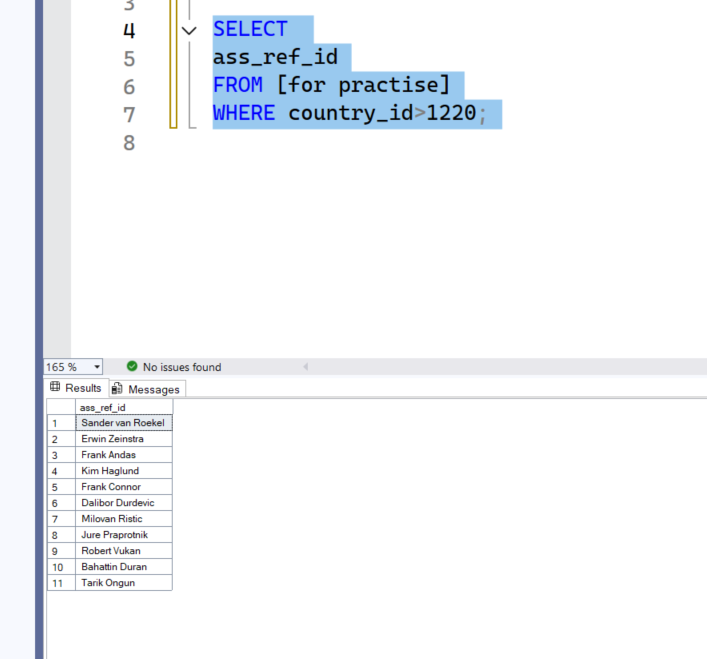 3
4 SELECT
5 ass_ref_id
6 FROM [for practise]
7 WHERE country_id>1220;
8
165 % No issues found
Results Messages
ass_ref_id
1 Sander van Roekel
2 Erwin Zeinstra
3 Frank Andas
4 Kim Haglund
5 Frank Connor
6 Dalibor Durdevic
7 Milovan Ristic
8 Jure Praprotnik
9 Robert Vukan
10 Bahattin Duran
11 Tarik Ongun